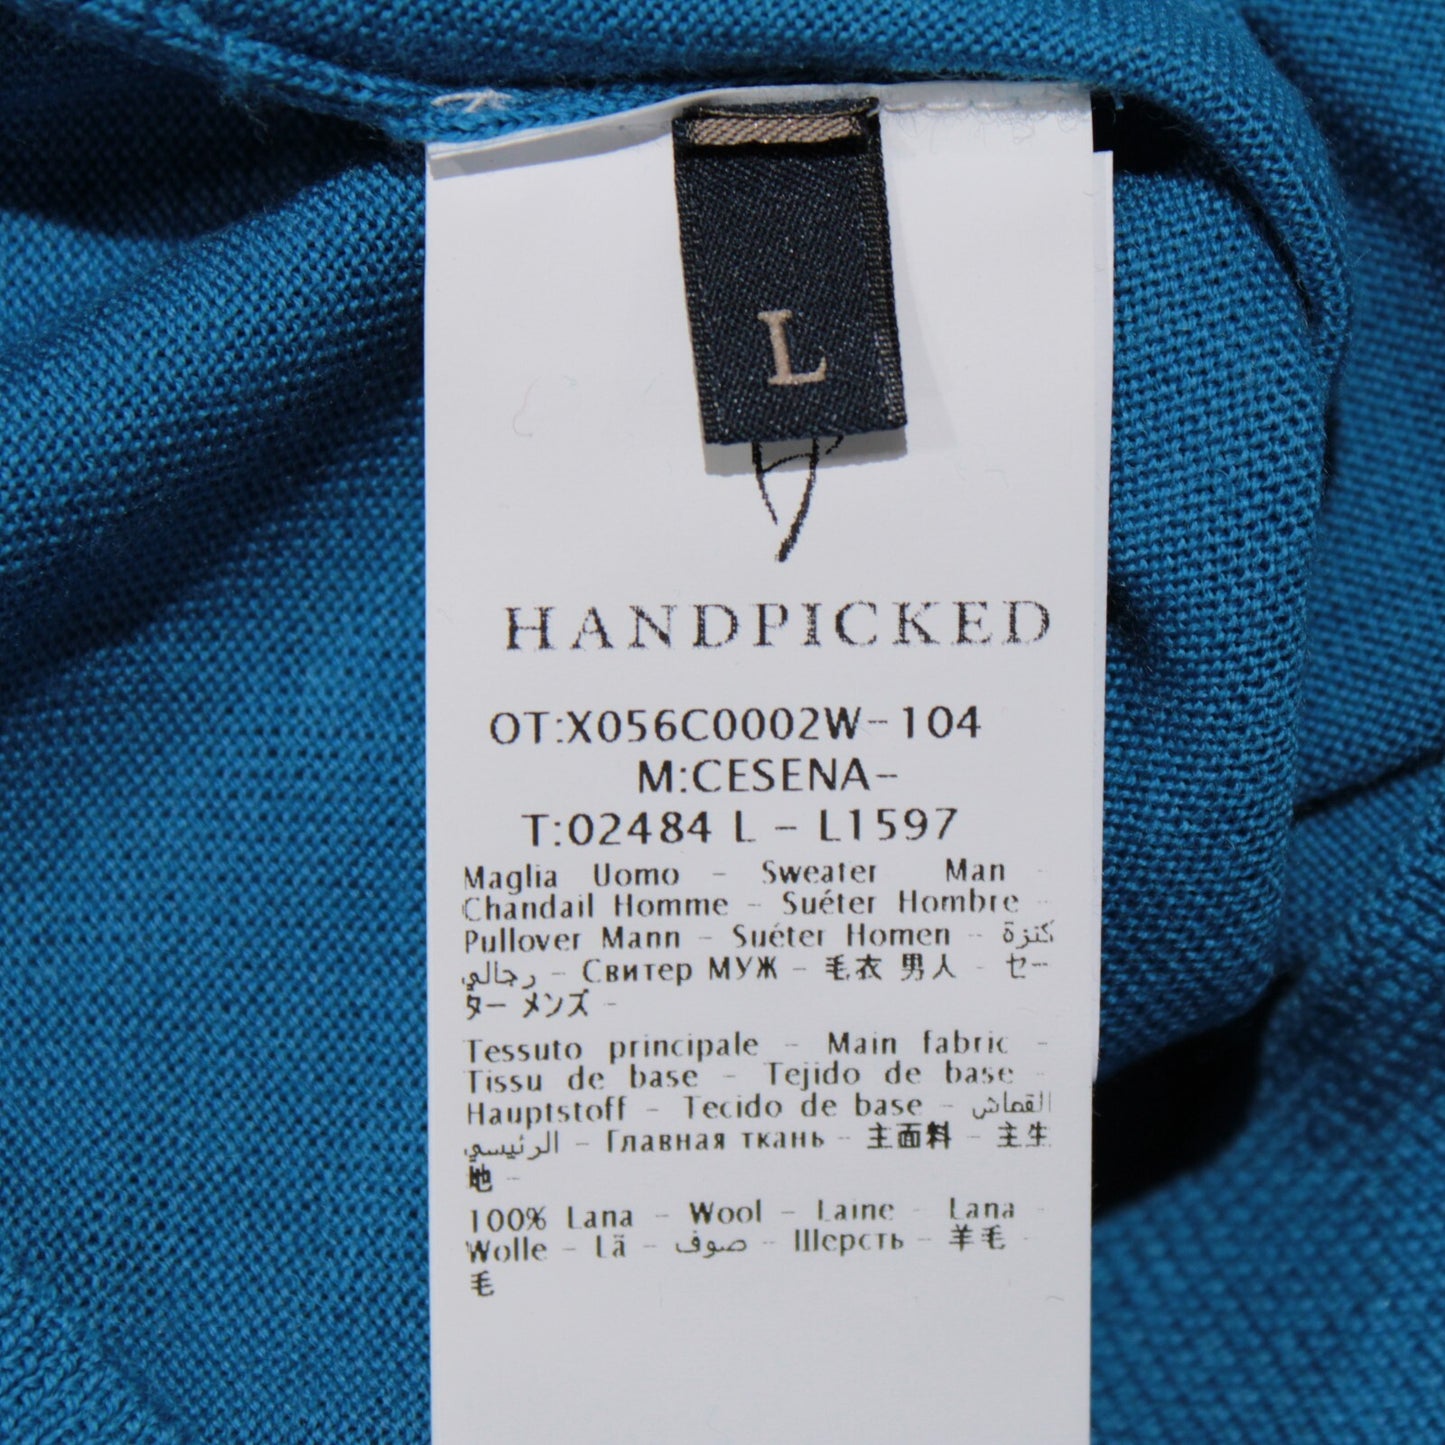 L
HANDPICKED
OT:X056C0002W-104
M:CESENA-
T:02484 L - L1597
Maglia Uomo - Sweater Man -
Chandail Homme - Suéter Hombre -
Pullover Mann - Suéter Homen - كنزة
رجالي - Свитер МУЖ - 毛衣 男人 - セー
ター メンズ -
Tessuto principale - Main fabric -
Tissu de base - Tejido de base -
Hauptstoff - Tecido de base - القماش
الرئيسي - Главная ткань - 主面料 - 主生
地 -
100% Lana - Wool - Laine - Lana -
Wolle - Lã - صوف - Шерсть - 羊毛 -
毛